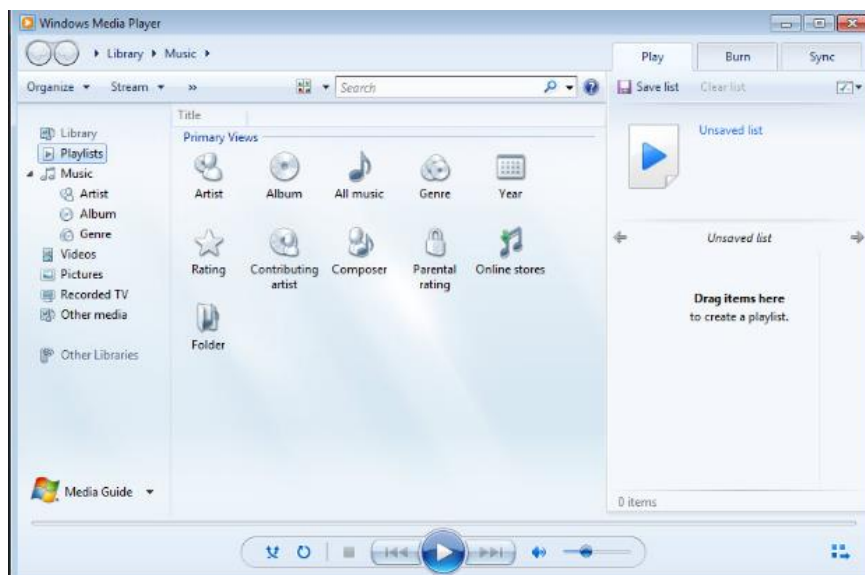 Windows Media Player
Library
Music
Play
Burn
Sync
Organize
Stream
»
Search
Save list
Clear list
Title
Library
Playlists
Music
Artist
Album
Genre
Videos
Pictures
Recorded TV
Other media
Other Libraries
Primary Views
Artist
Album
All music
Genre
Year
Rating
Contributing
artist
Composer
Parental
rating
Online stores
Folder
Unsaved list
Unsaved list
Drag items here
to create a playlist.
Media Guide
0 items